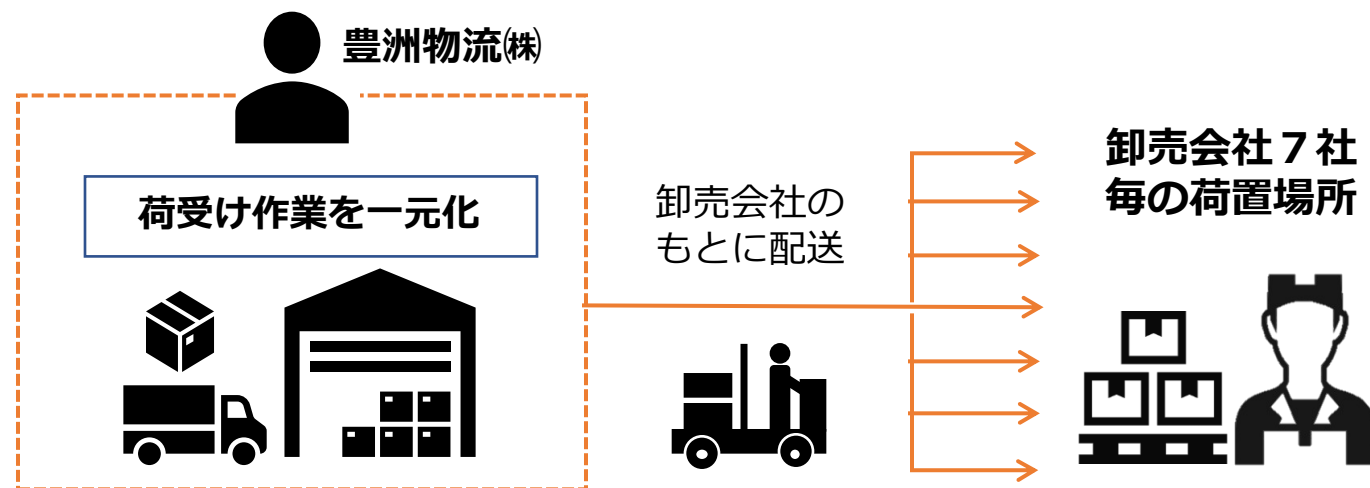 豊洲物流㈱
荷受け作業を一元化
卸売会社の
もとに配送
卸売会社７社
毎の荷置場所